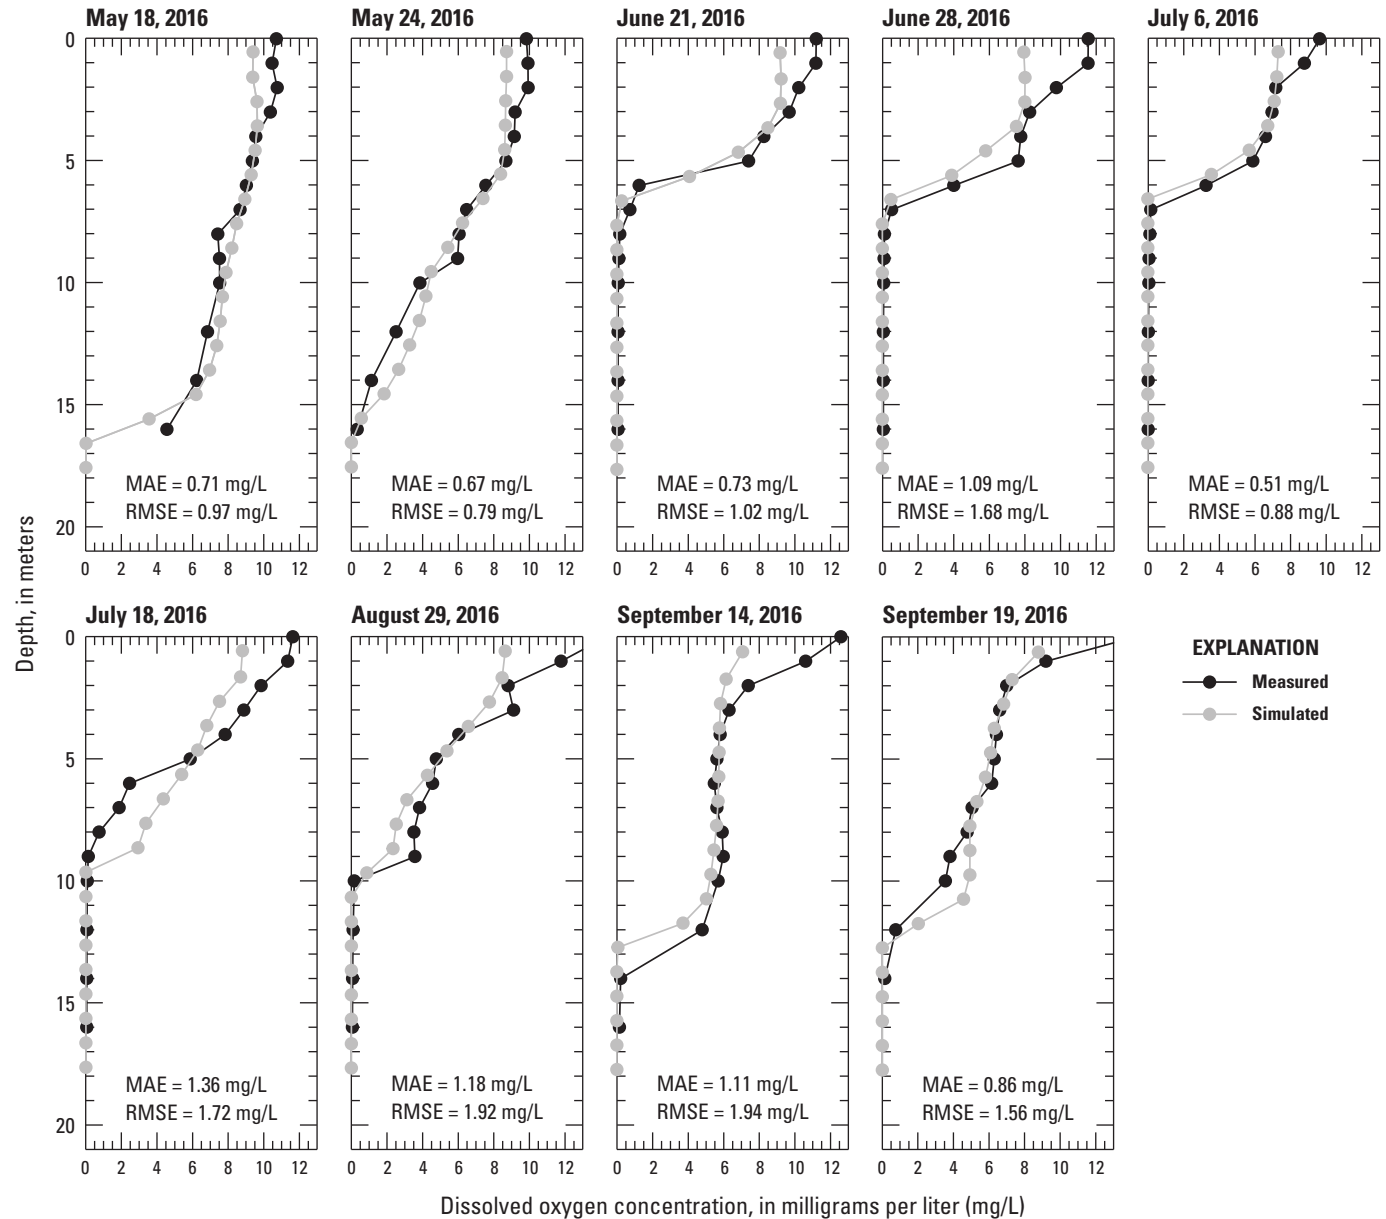 May 18, 2016
May 24, 2016
June 21, 2016
June 28, 2016
July 6, 2016
0
5
10
15
20
MAE = 0.71 mg/L
RMSE = 0.97 mg/L
MAE = 0.67 mg/L
RMSE = 0.79 mg/L
MAE = 0.73 mg/L
RMSE = 1.02 mg/L
MAE = 1.09 mg/L
RMSE = 1.68 mg/L
MAE = 0.51 mg/L
RMSE = 0.88 mg/L
0 2 4 6 8 10 12
0 2 4 6 8 10 12
0 2 4 6 8 10 12
0 2 4 6 8 10 12
0 2 4 6 8 10 12
Depth, in meters
July 18, 2016
August 29, 2016
September 14, 2016
September 19, 2016
0
5
10
15
20
MAE = 1.36 mg/L
RMSE = 1.72 mg/L
MAE = 1.18 mg/L
RMSE = 1.92 mg/L
MAE = 1.11 mg/L
RMSE = 1.94 mg/L
MAE = 0.86 mg/L
RMSE = 1.56 mg/L
0 2 4 6 8 10 12
0 2 4 6 8 10 12
0 2 4 6 8 10 12
0 2 4 6 8 10 12
EXPLANATION
Measured
Simulated
Dissolved oxygen concentration, in milligrams per liter (mg/L)